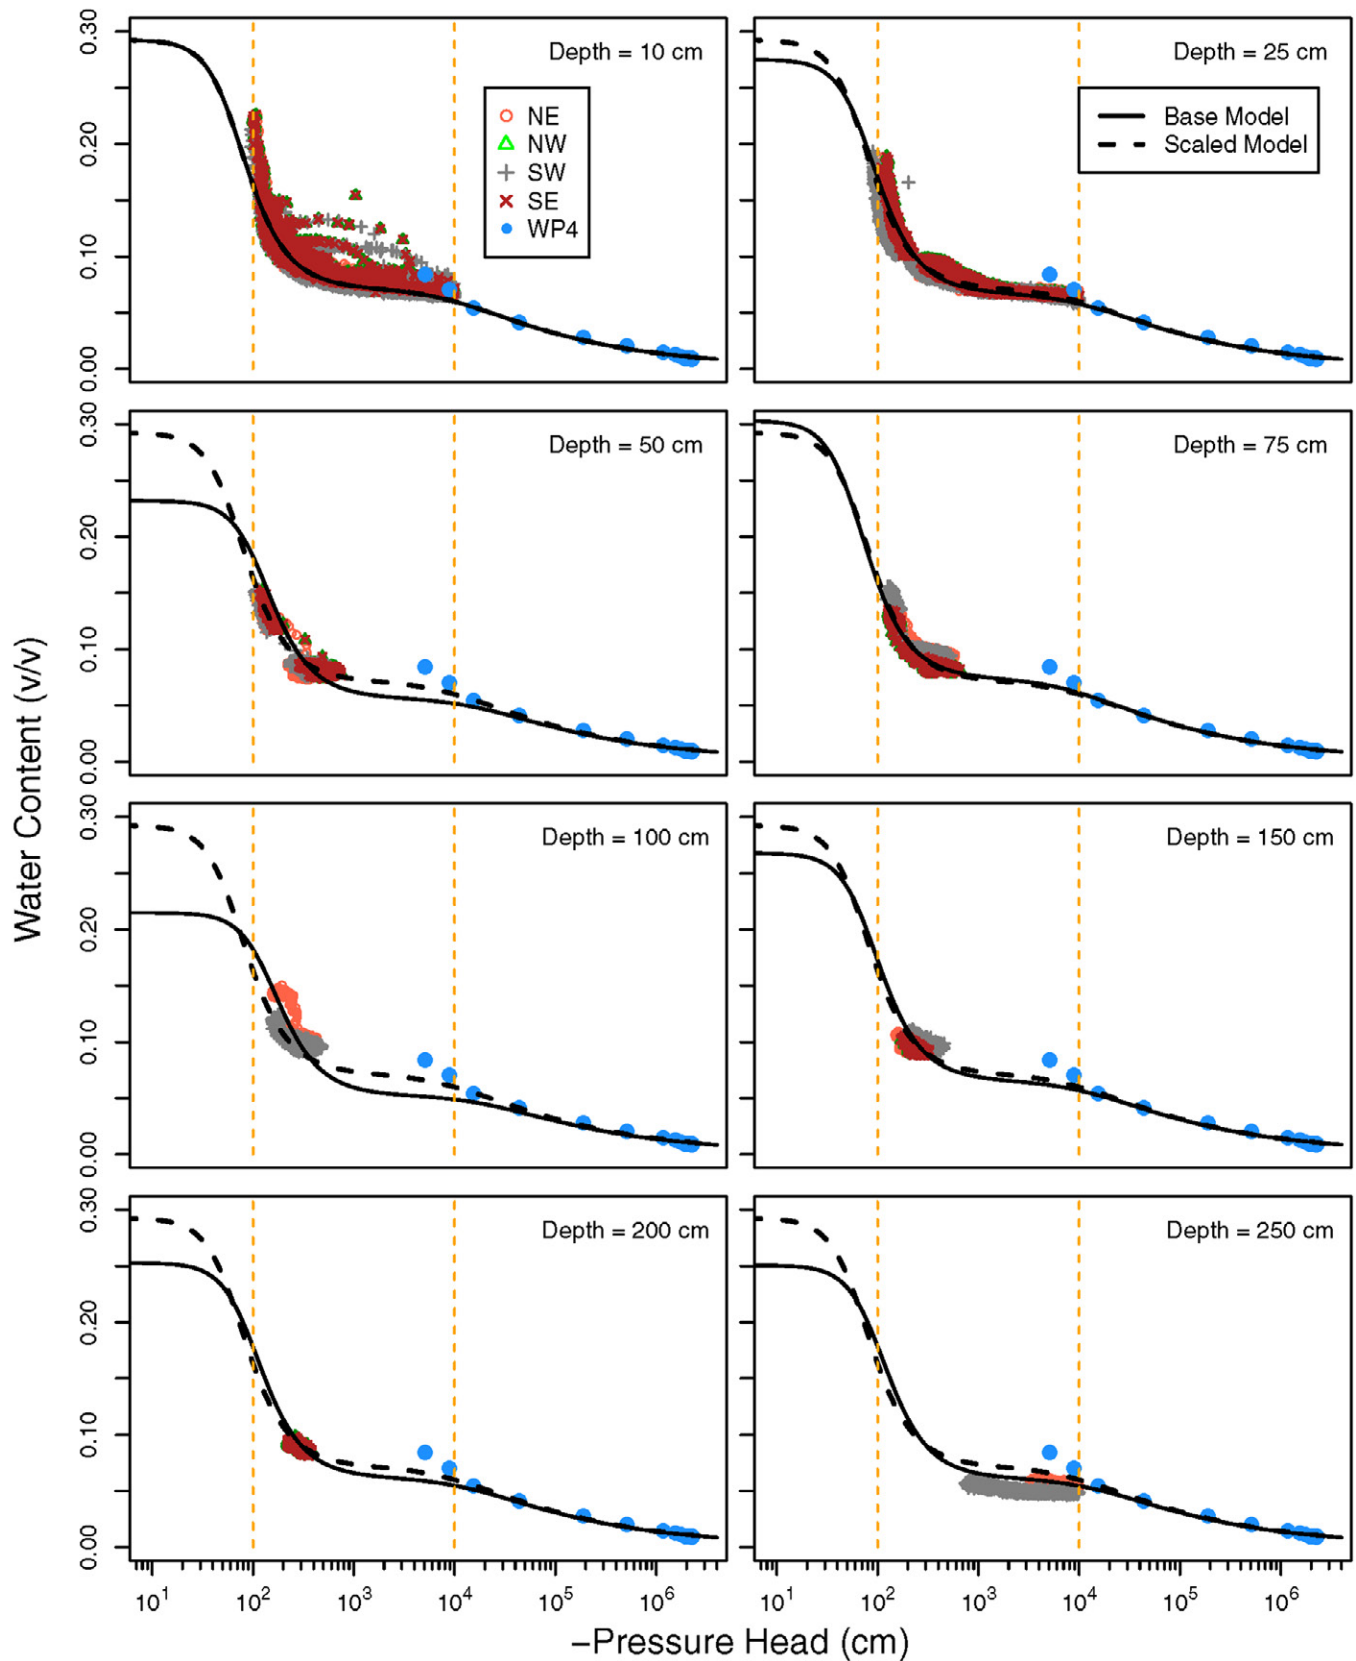 Depth = 10 cm
Depth = 25 cm
NE
NW
SW
SE
WP4
Base Model
Scaled Model
0.30
0.20
0.10
0.00
Depth = 50 cm
Depth = 75 cm
0.30
0.20
0.10
0.00
Water Content (v/v)
Depth = 100 cm
Depth = 150 cm
0.30
0.20
0.10
0.00
Depth = 200 cm
Depth = 250 cm
0.30
0.20
0.10
0.00
10¹ 10² 10³ 10⁴ 10⁵ 10⁶
10¹ 10² 10³ 10⁴ 10⁵ 10⁶
−Pressure Head (cm)